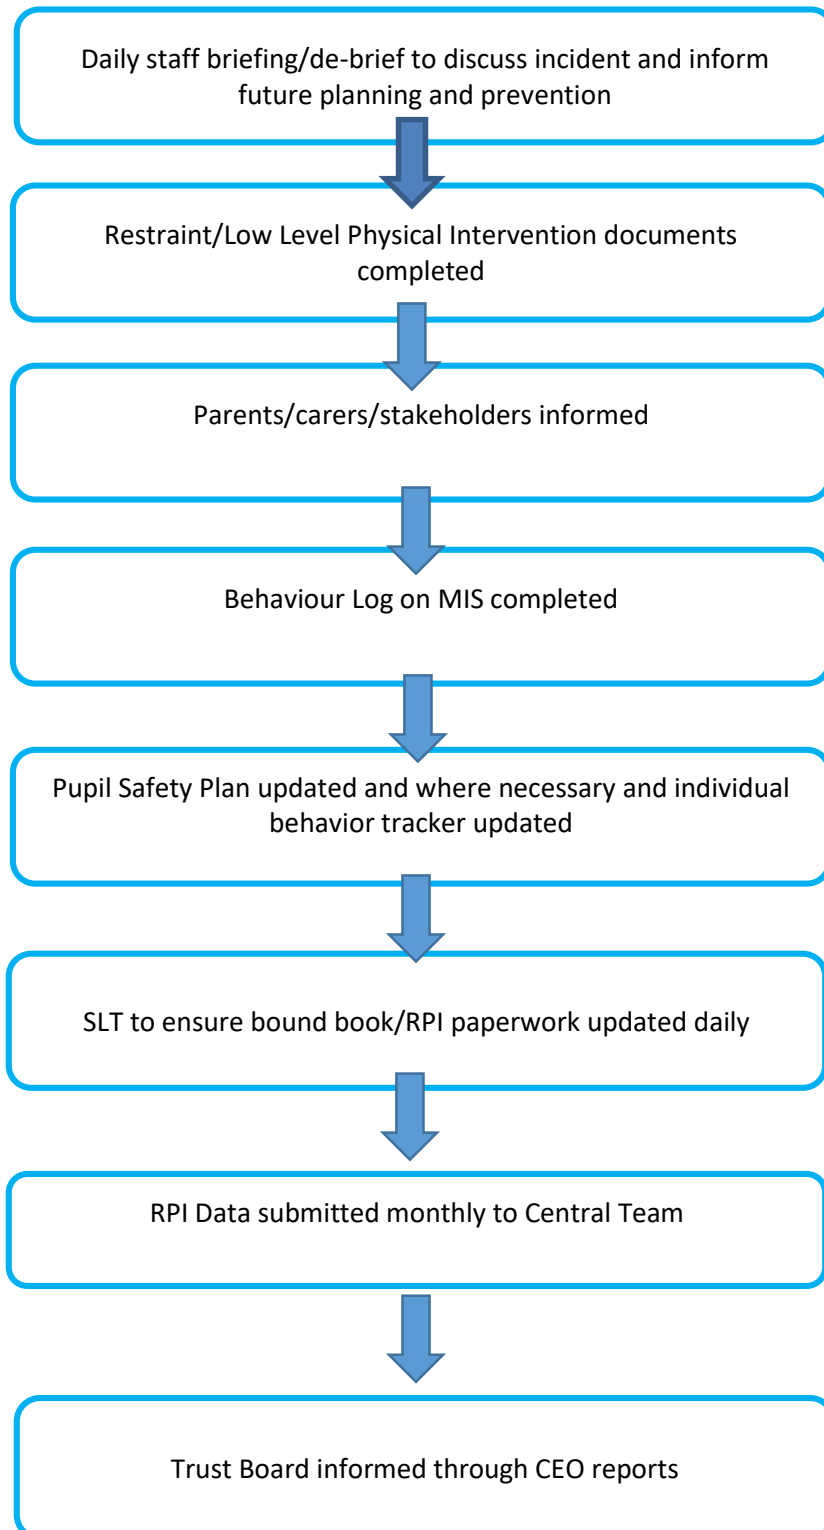 Daily staff briefing/de-brief to discuss incident and inform
future planning and prevention
Restraint/Low Level Physical Intervention documents
completed
Parents/carers/stakeholders informed
Behaviour Log on MIS completed
Pupil Safety Plan updated and where necessary and individual
behavior tracker updated
SLT to ensure bound book/RPI paperwork updated daily
RPI Data submitted monthly to Central Team
Trust Board informed through CEO reports